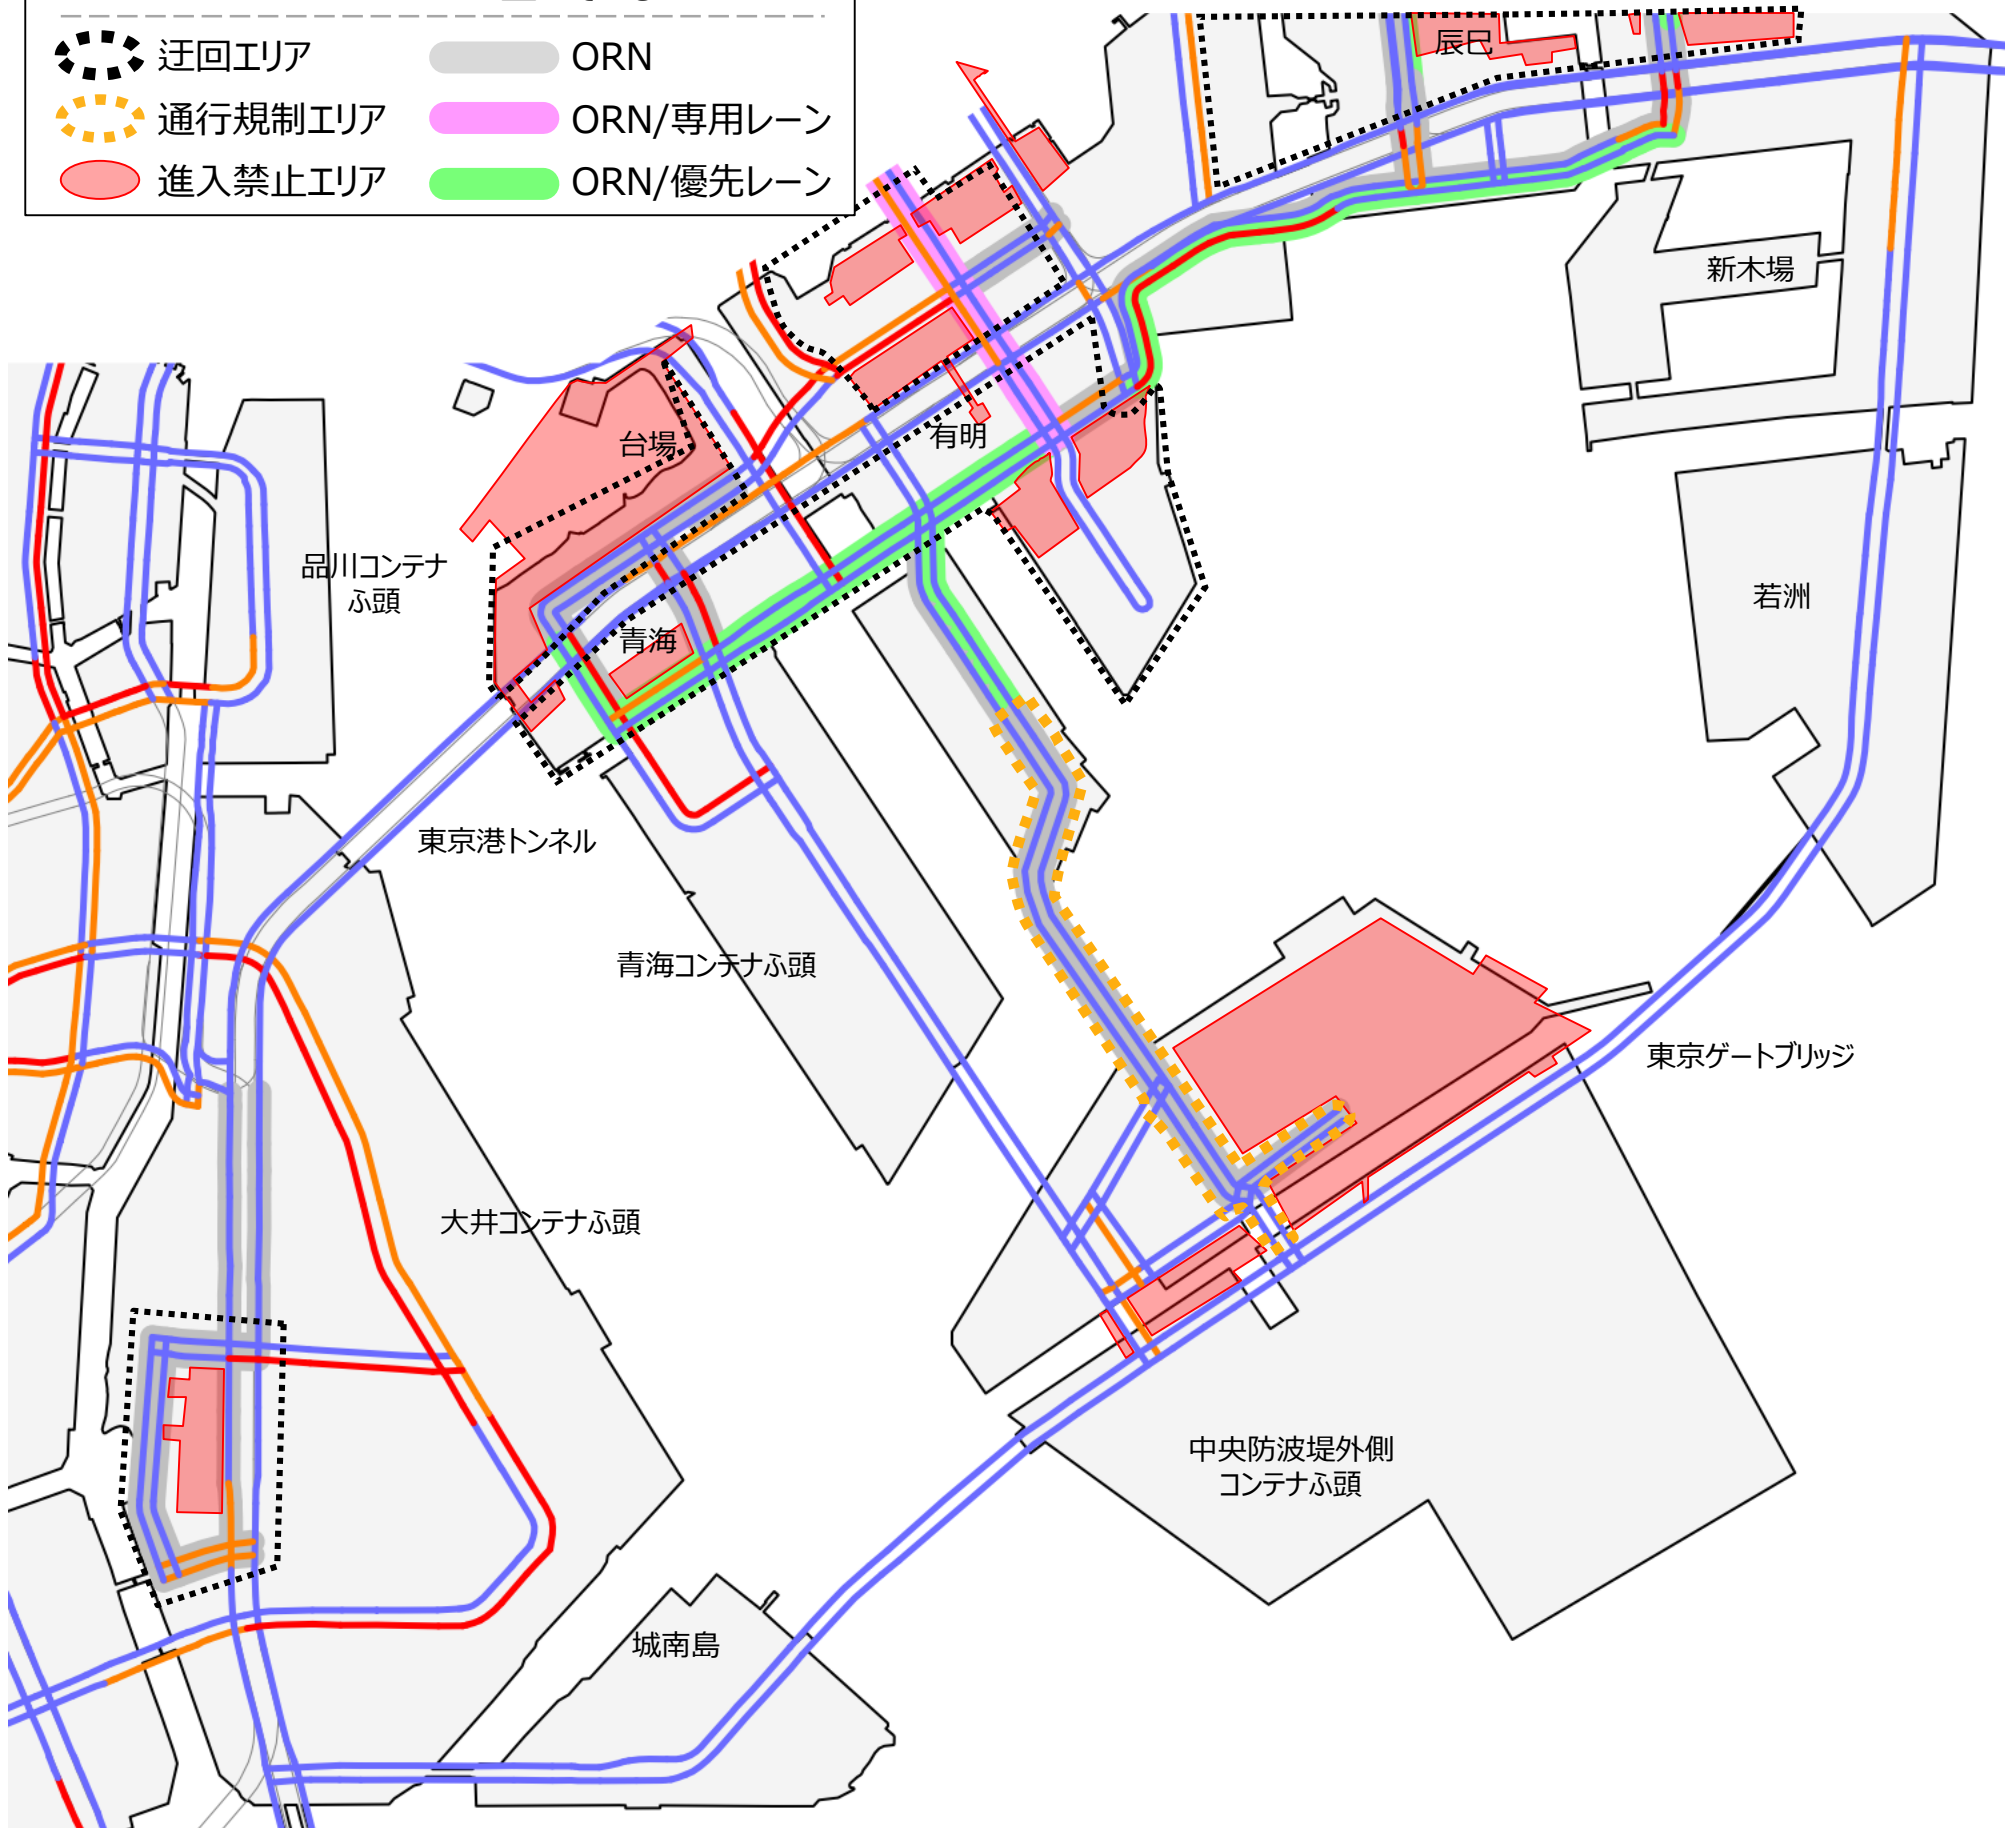 迂回エリア
ORN
通行規制エリア
ORN/専用レーン
進入禁止エリア
ORN/優先レーン
辰巳
新木場
有明
台場
品川コンテナ
ふ頭
若洲
青海
東京港トンネル
青海コンテナふ頭
東京ゲートブリッジ
大井コンテナふ頭
中央防波堤外側
コンテナふ頭
城南島